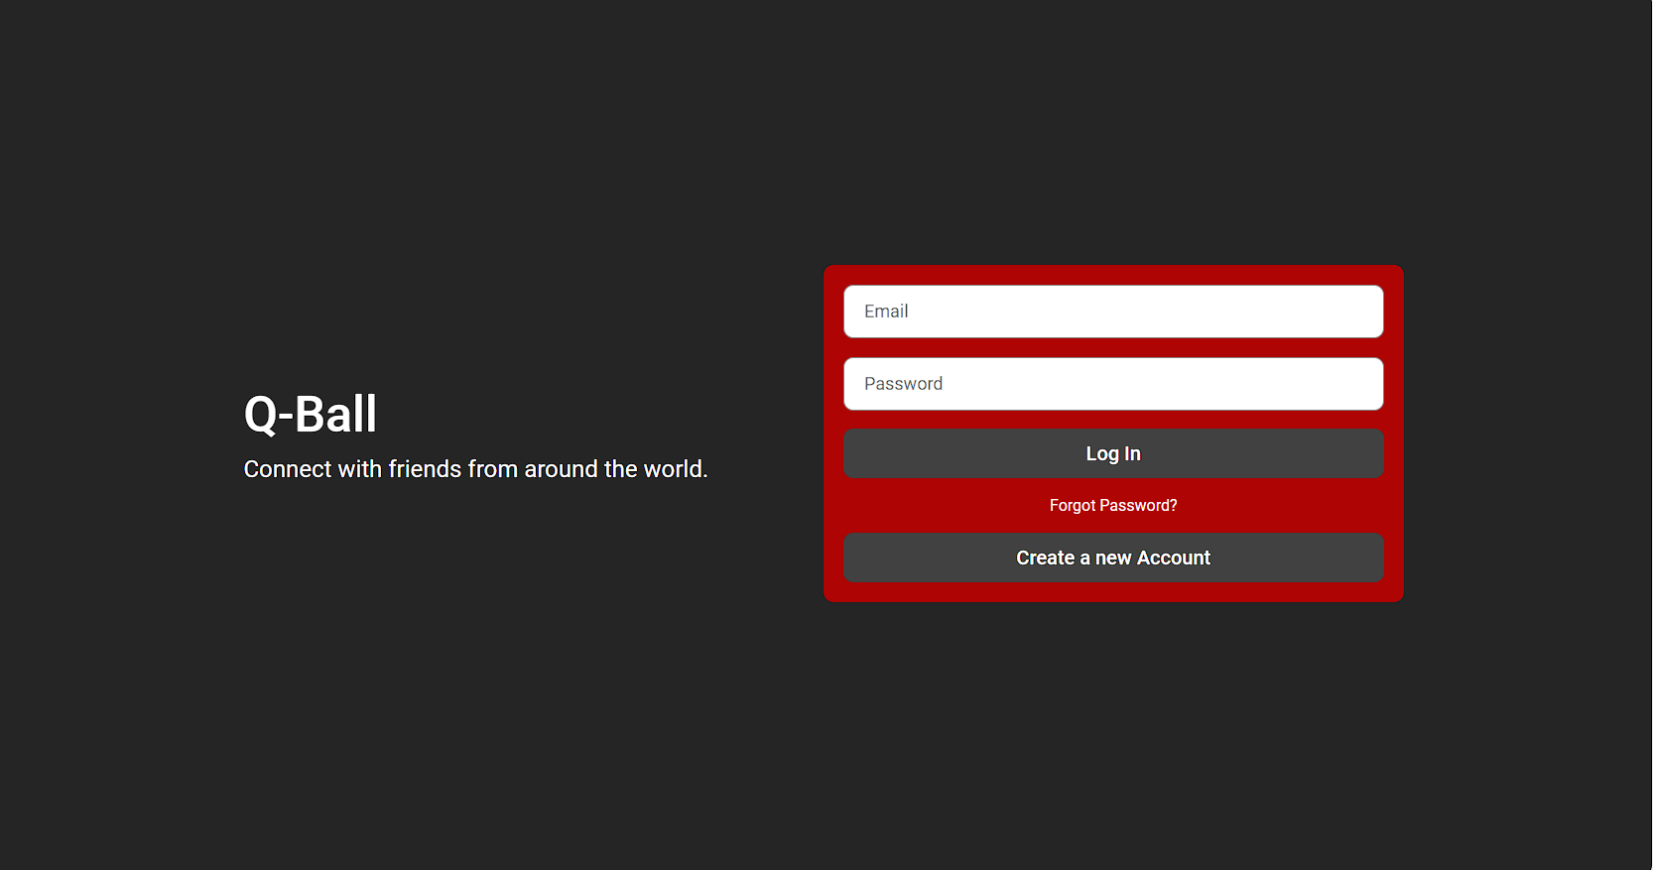 Q-Ball
Connect with friends from around the world.
Email
Password
Log In
Forgot Password?
Create a new Account